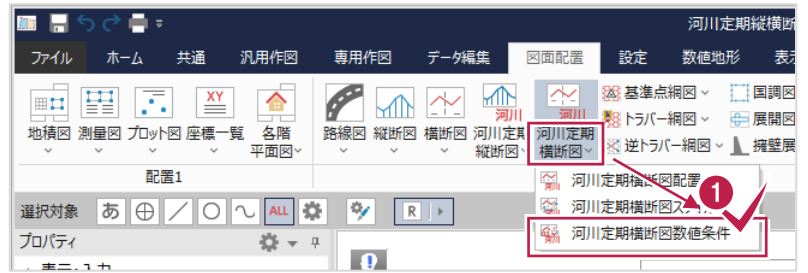 河川定期縦横断
ファイル ホーム 共通 汎用作図 専用作図 データ編集 図面配置 設定 数値地形
地積図 測量図 プロット図 座標一覧 各階平面図
XY
路線図 縦断図 横断図 河川定期縦断図 河川定期横断図
河川
河川
基準点網図 国調図
トラバー網図 展開図
逆トラバー網図 擁壁展
配置1
河川定期横断図配置
1
河川定期横断図ス
河川定期横断図数値条件
選択対象 あ ALL R
プロパティ